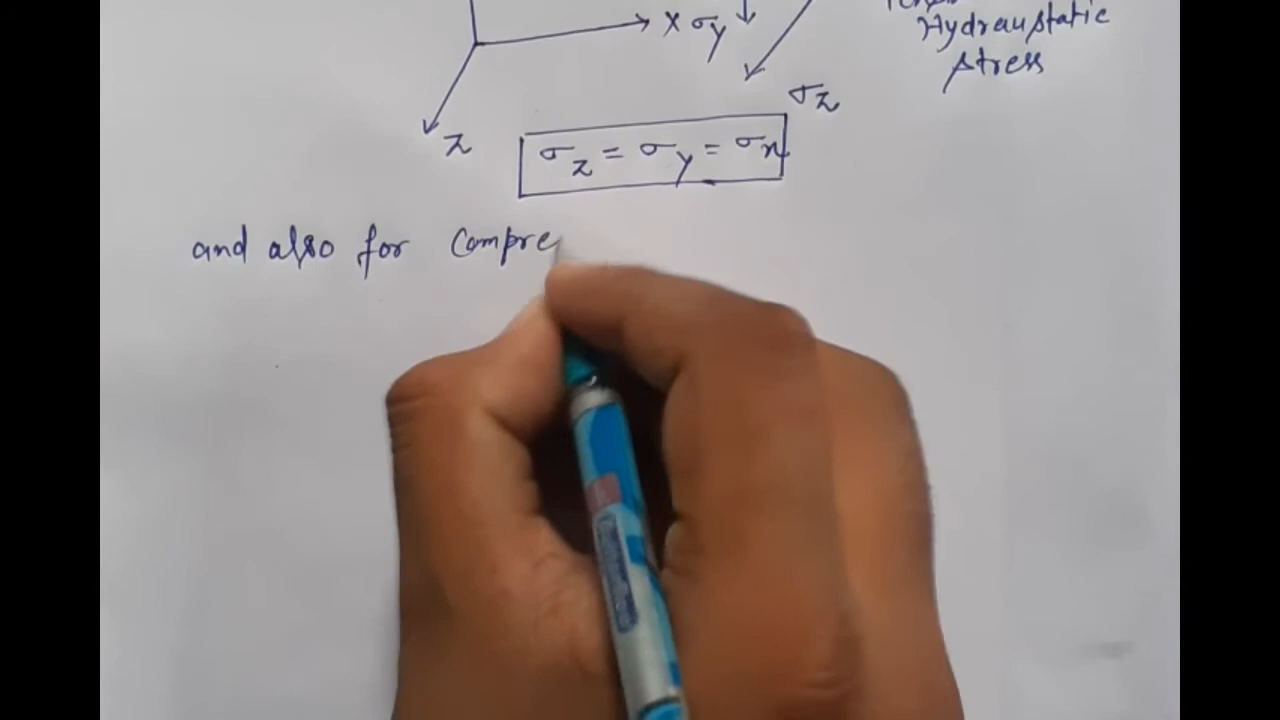 X σy
Hydraustatic
stress
σz
z
σz = σy = σx
and also for Compre